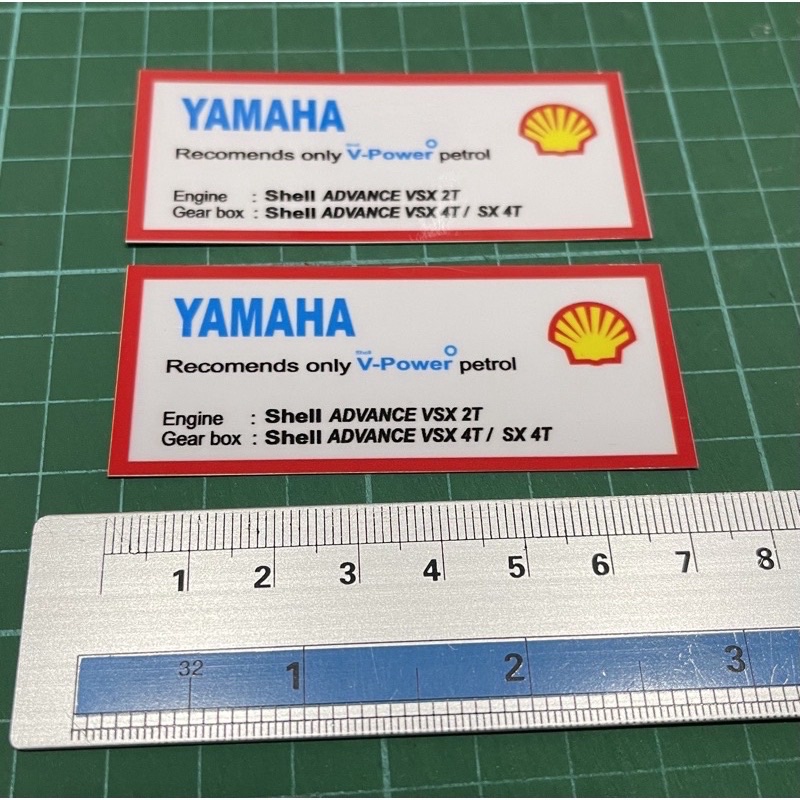 YAMAHA
Recomends only Shell V-Power petrol
Engine : Shell ADVANCE VSX 2T
Gear box : Shell ADVANCE VSX 4T / SX 4T
YAMAHA
Recomends only Shell V-Power petrol
Engine : Shell ADVANCE VSX 2T
Gear box : Shell ADVANCE VSX 4T / SX 4T
1 2 3 4 5 6 7 8
32 1 2 3